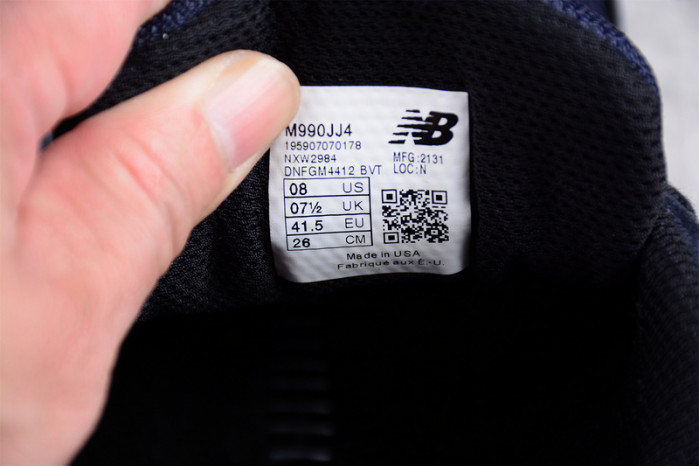 M990JJ4
NB
195907070178
NXW2984
MFG:2131
DNFGM4412 BVT
LOC:N
08 US
07½ UK
41.5 EU
26 CM
Made in USA
Fabriqué aux É.-U.